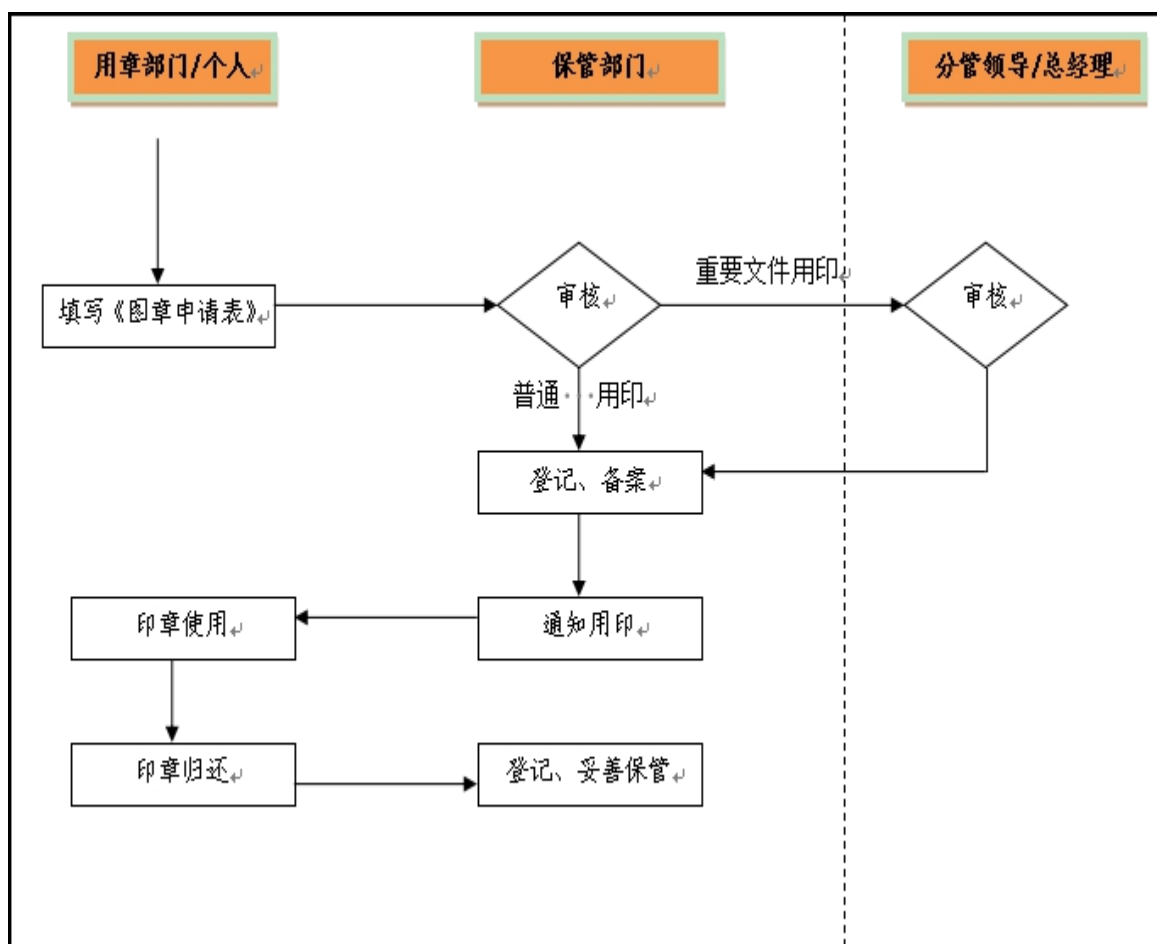 用章部门/个人
保管部门
分管领导/总经理
重要文件用印
填写《图章申请表》
审核
审核
普通 用印
登记、备案
印章使用
通知用印
印章归还
登记、妥善保管